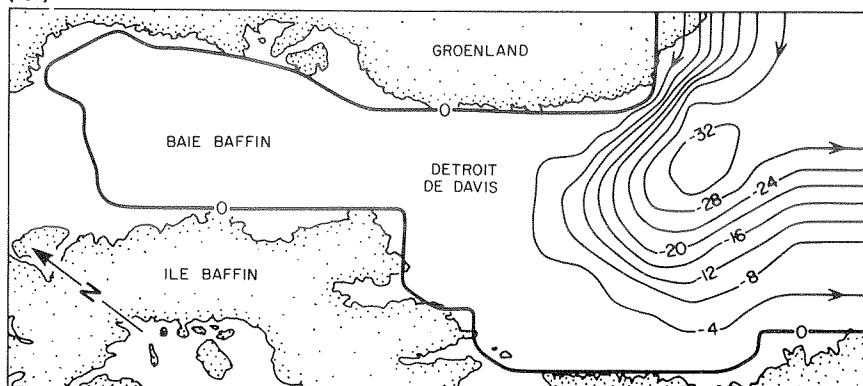 GROENLAND
0
-32
BAIE BAFFIN
DETROIT
DE DAVIS
-28
-24
0
-20
-16
ILE BAFFIN
-12
-8
N
-4
0